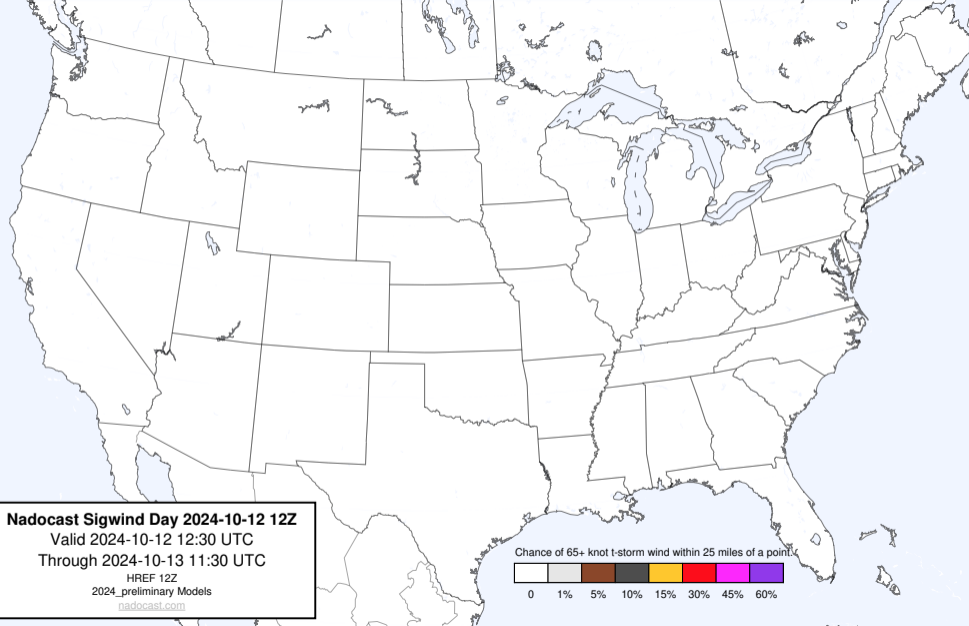 Nadocast Sigwind Day 2024-10-12 12Z
Valid 2024-10-12 12:30 UTC
Through 2024-10-13 11:30 UTC
HREF 12Z
2024_preliminary Models
nadocast.com
Chance of 65+ knot t-storm wind within 25 miles of a point.
0 1% 5% 10% 15% 30% 45% 60%